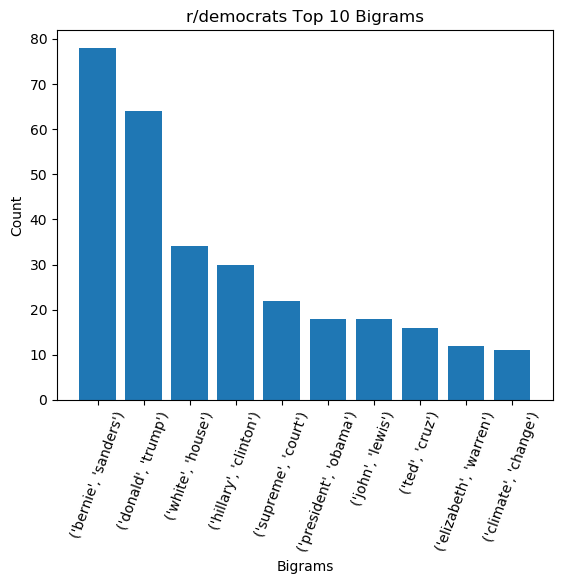 r/democrats Top 10 Bigrams
80
70
60
50
40
30
20
10
0
Count
('bernie', 'sanders')
('donald', 'trump')
('white', 'house')
('hillary', 'clinton')
('supreme', 'court')
('president', 'obama')
('john', 'lewis')
('ted', 'cruz')
('elizabeth', 'warren')
('climate', 'change')
Bigrams